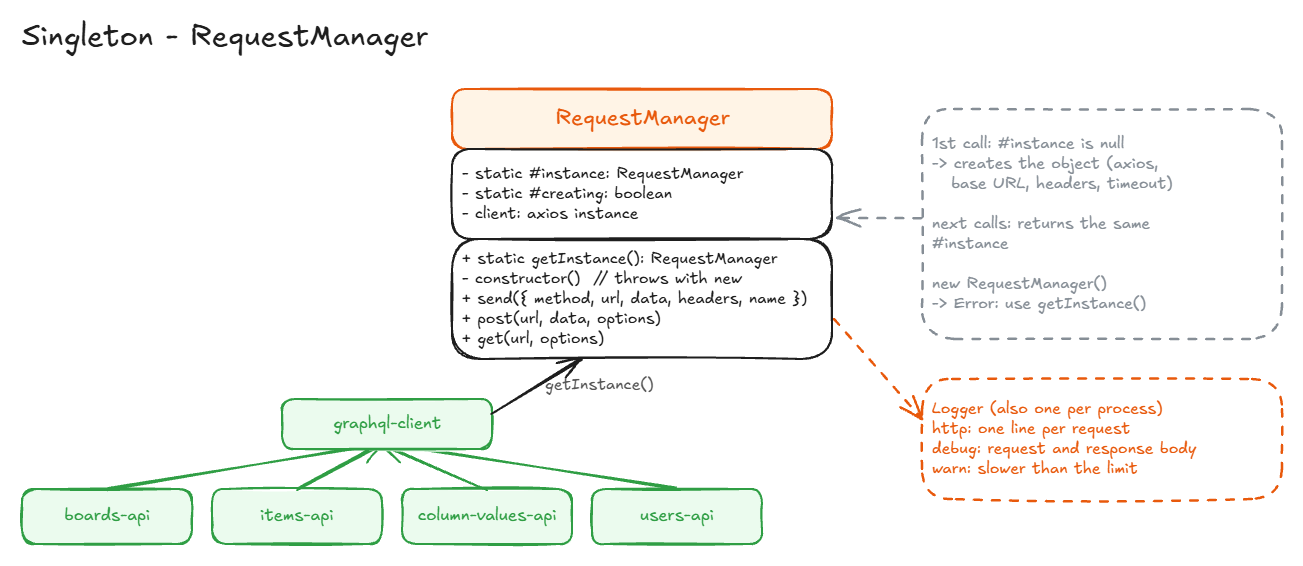 Singleton - RequestManager
RequestManager
- static #instance: RequestManager
- static #creating: boolean
- client: axios instance
+ static getInstance(): RequestManager
- constructor()  // throws with new
+ send({ method, url, data, headers, name })
+ post(url, data, options)
+ get(url, options)
1st call: #instance is null
-> creates the object (axios,
base URL, headers, timeout)
next calls: returns the same
#instance
new RequestManager()
-> Error: use getInstance()
getInstance()
Logger (also one per process)
http: one line per request
debug: request and response body
warn: slower than the limit
graphql-client
boards-api
items-api
column-values-api
users-api